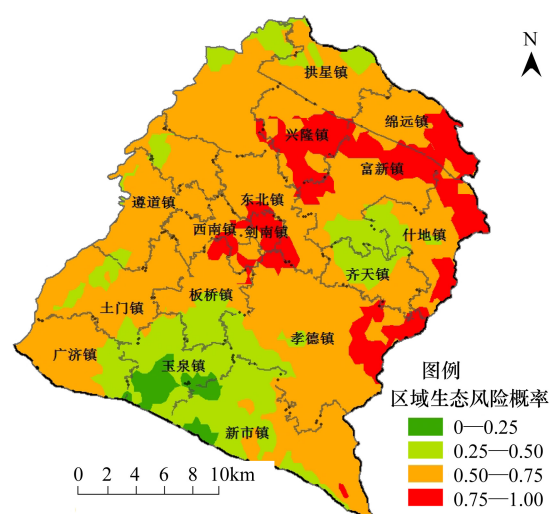 N
拱星镇
绵远镇
兴隆镇
富新镇
遵道镇
东北镇
西南镇
剑南镇
什地镇
齐天镇
板桥镇
土门镇
孝德镇
广济镇
玉泉镇
新市镇
图例
区域生态风险概率
0—0.25
0.25—0.50
0.50—0.75
0.75—1.00
0 2 4 6 8 10km